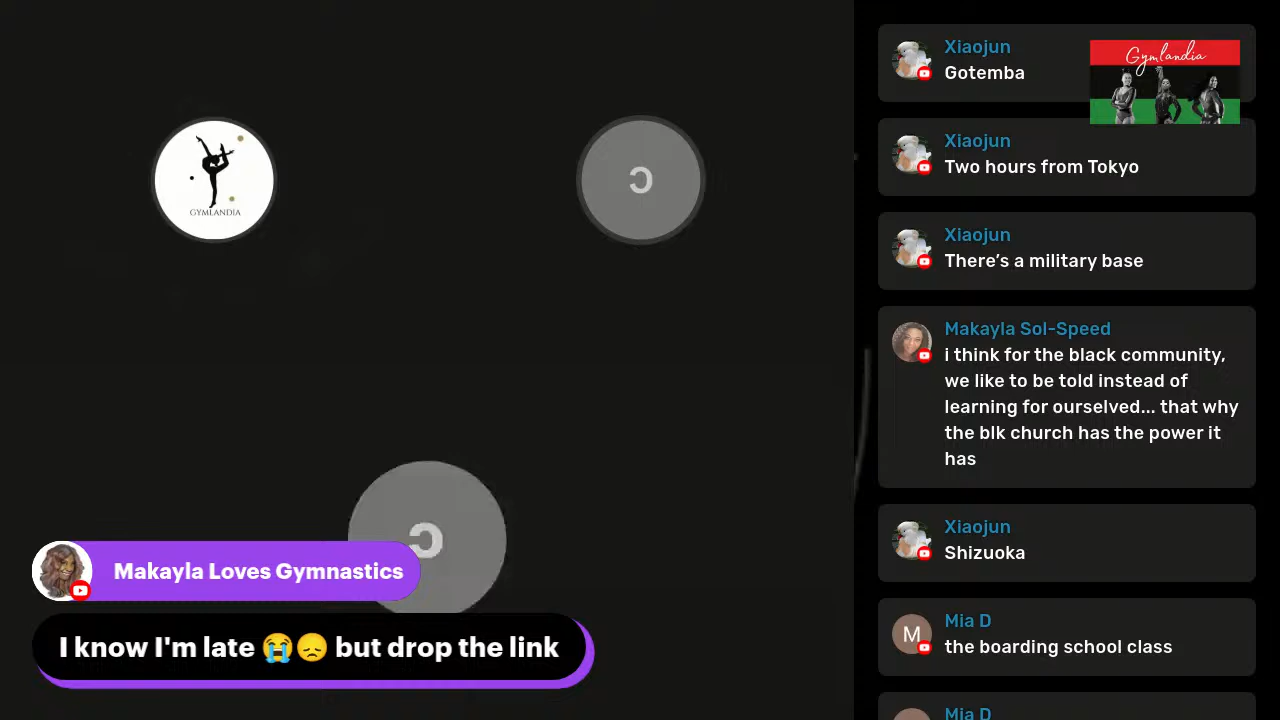 GYMLANDIA
C
C
Makayla Loves Gymnastics
I know I'm late 😭😞 but drop the link
Xiaojun
Gotemba
Gymlandia
Xiaojun
Two hours from Tokyo
Xiaojun
There’s a military base
Makayla Sol-Speed
i think for the black community,
we like to be told instead of
learning for ourselved... that why
the blk church has the power it
has
Xiaojun
Shizuoka
M
Mia D
the boarding school class
Mia D